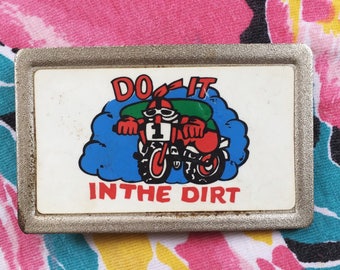 DO IT
1
IN THE DIRT